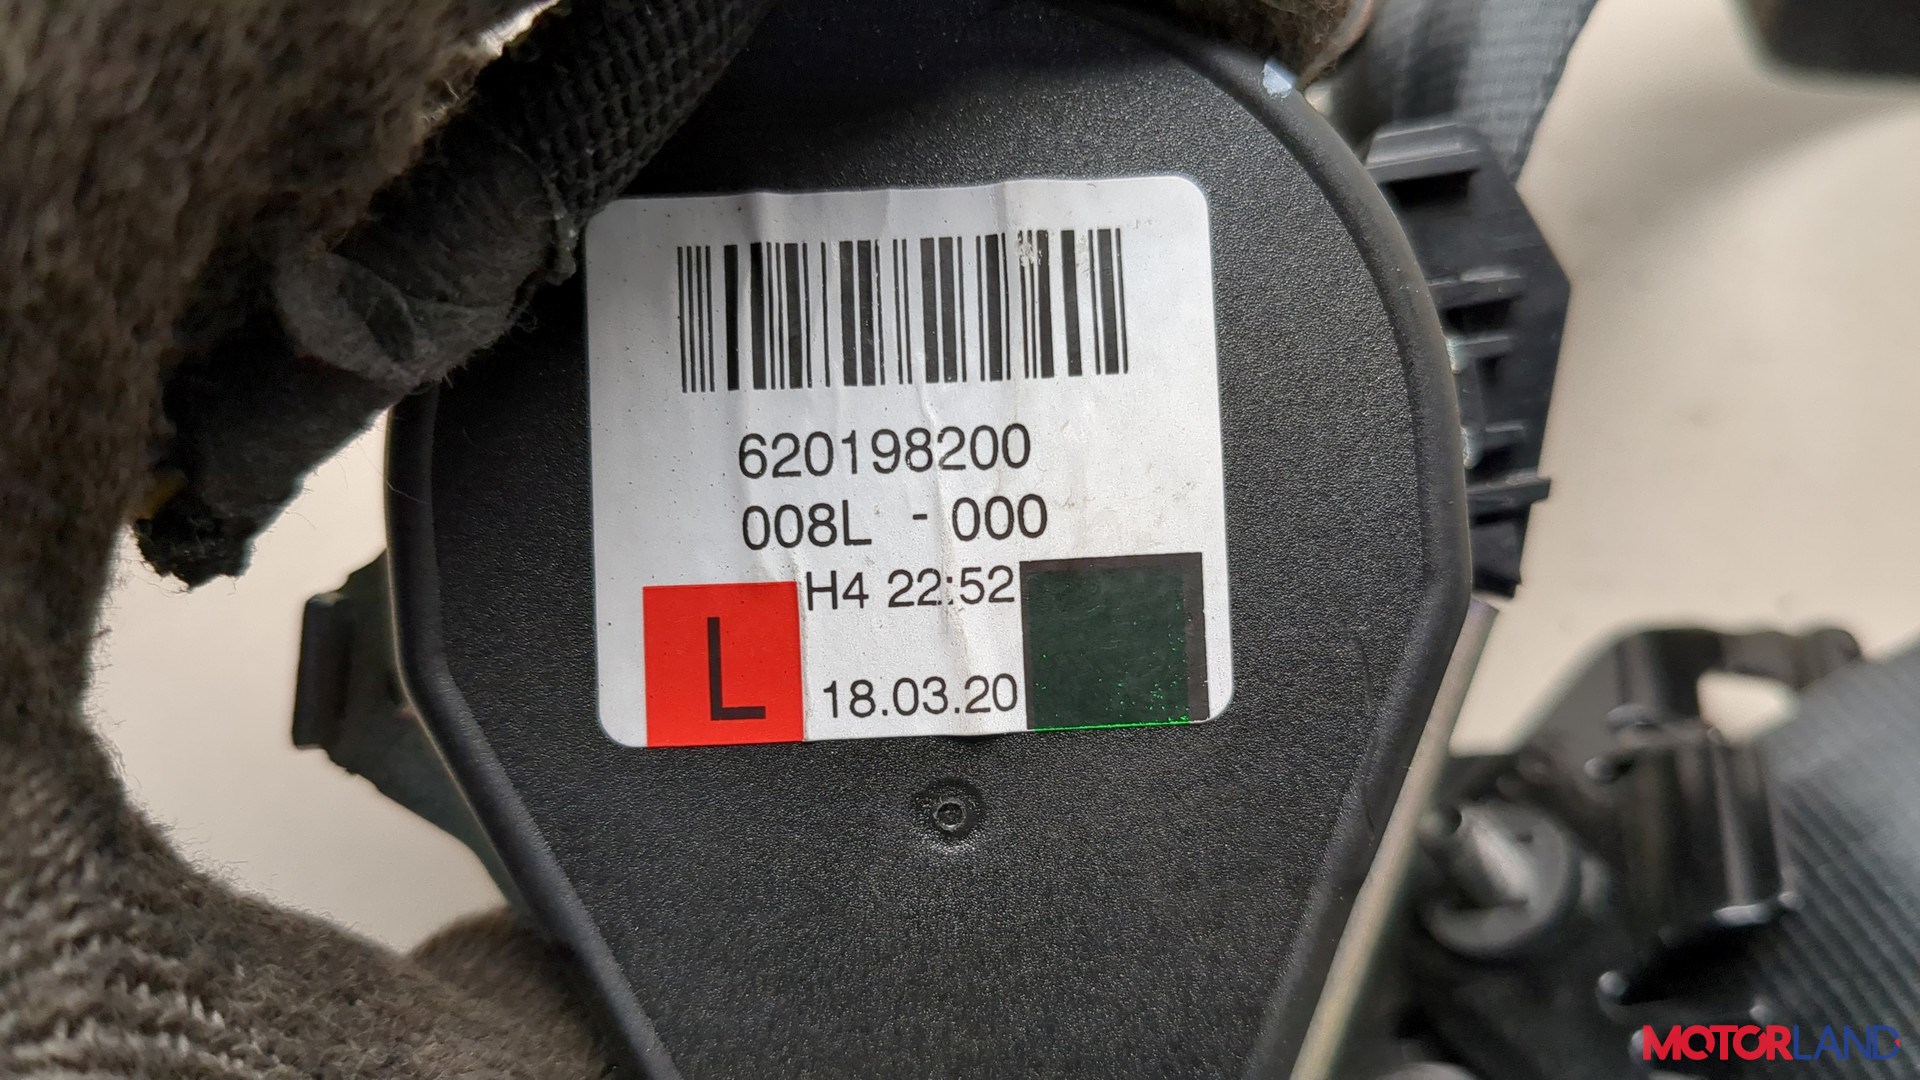 620198200
008L - 000
H4 22:52
L
18.03.20
MOTORLAND